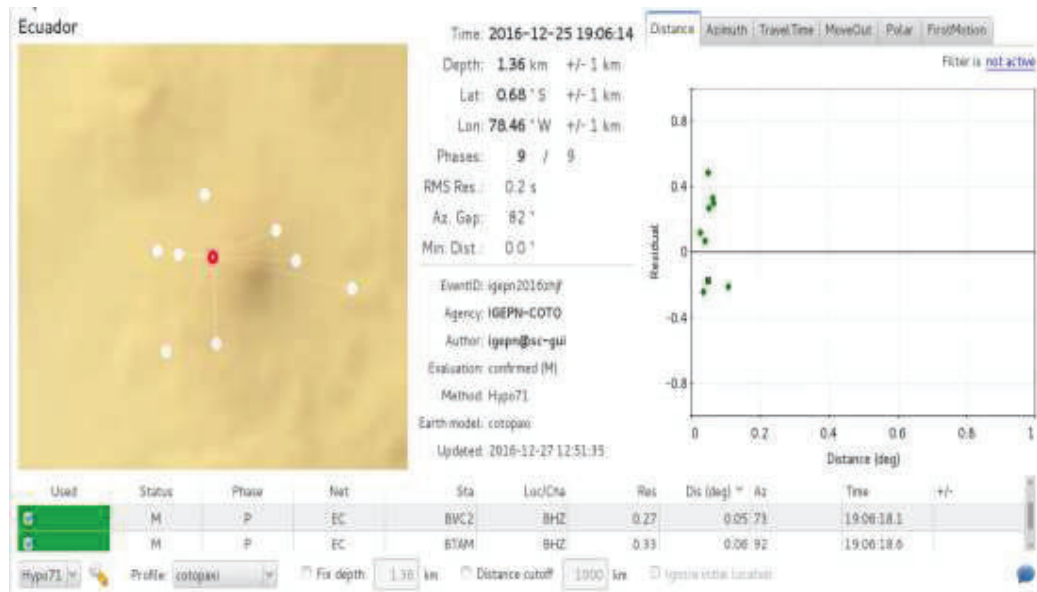 Ecuador
Time: 2016-12-25 19:06:14
Depth: 1.36 km +/- 1 km
Lat: 0.68 ° S +/- 1 km
Lon: 78.46 ° W +/- 1 km
Phases: 9 / 9
RMS Res.: 0.2 s
Az. Gap: 82 °
Min. Dist.: 0.0 °
EventID: igepn2016zhjf
Agency: IGEPN-COTO
Author: igepn@sc-gui
Evaluation: confirmed (M)
Method: Hypo71
Earth model: cotopaxi
Updated: 2016-12-27 12:51:35
Distance Azimuth TravelTime MoveOut Polar FirstMotion
Filter is not active
0.8
0.4
0
-0.4
-0.8
Residual
0 0.2 0.4 0.6 0.8 1
Distance (deg)
Used Status Phase Net Sta Loc/Cha Res Dis (deg) Az Time +/-
M P EC BVC2 BHZ 0.27 0.05 73 19:06:18.1
M P EC BTAM BHZ 0.33 0.06 92 19:06:18.6
Hypo71 Profile: cotopaxi Fix depth 1.36 km Distance cutoff 1000 km Ignore initial location